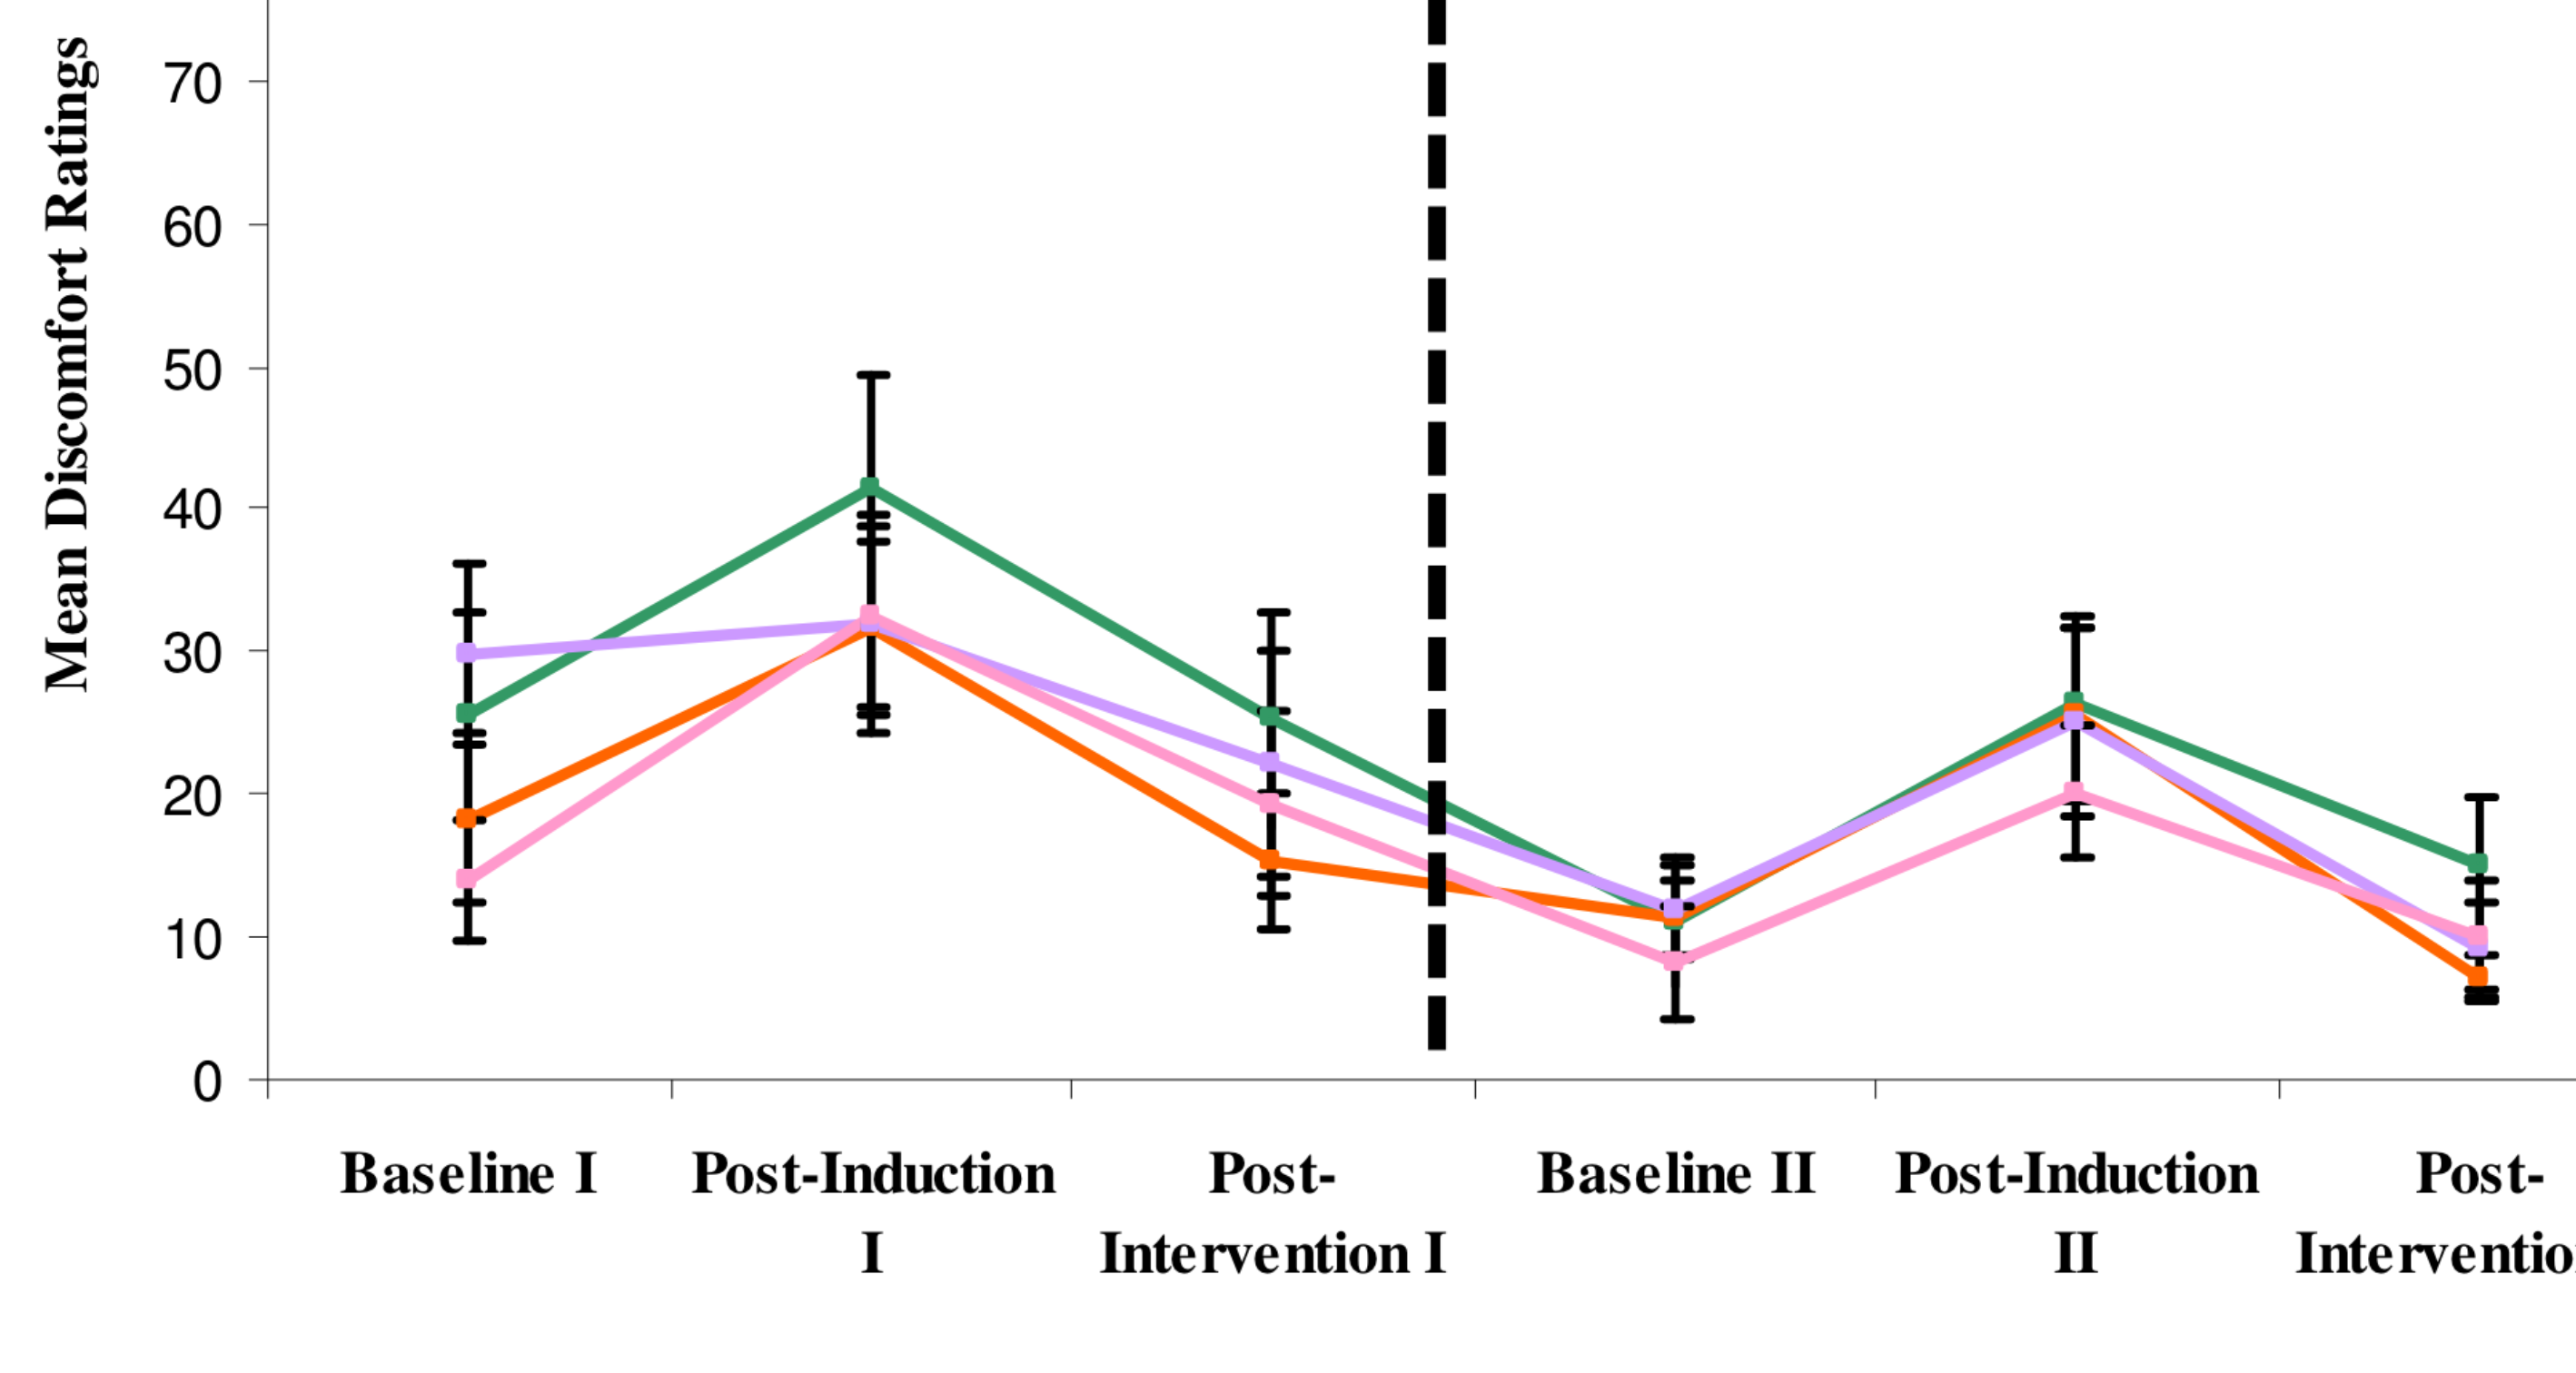 Mean Discomfort Ratings
70
60
50
40
30
20
10
0
Baseline I
Post-Induction
I
Post-
Intervention I
Baseline II
Post-Induction
II
Post-